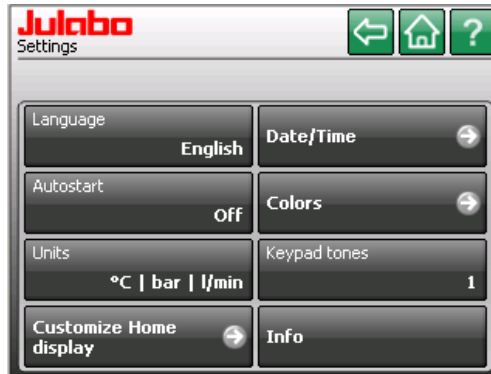 Julabo
Settings
?
Language
English
Date/Time
Autostart
Off
Colors
Units
°C | bar | l/min
Keypad tones
1
Customize Home
display
Info